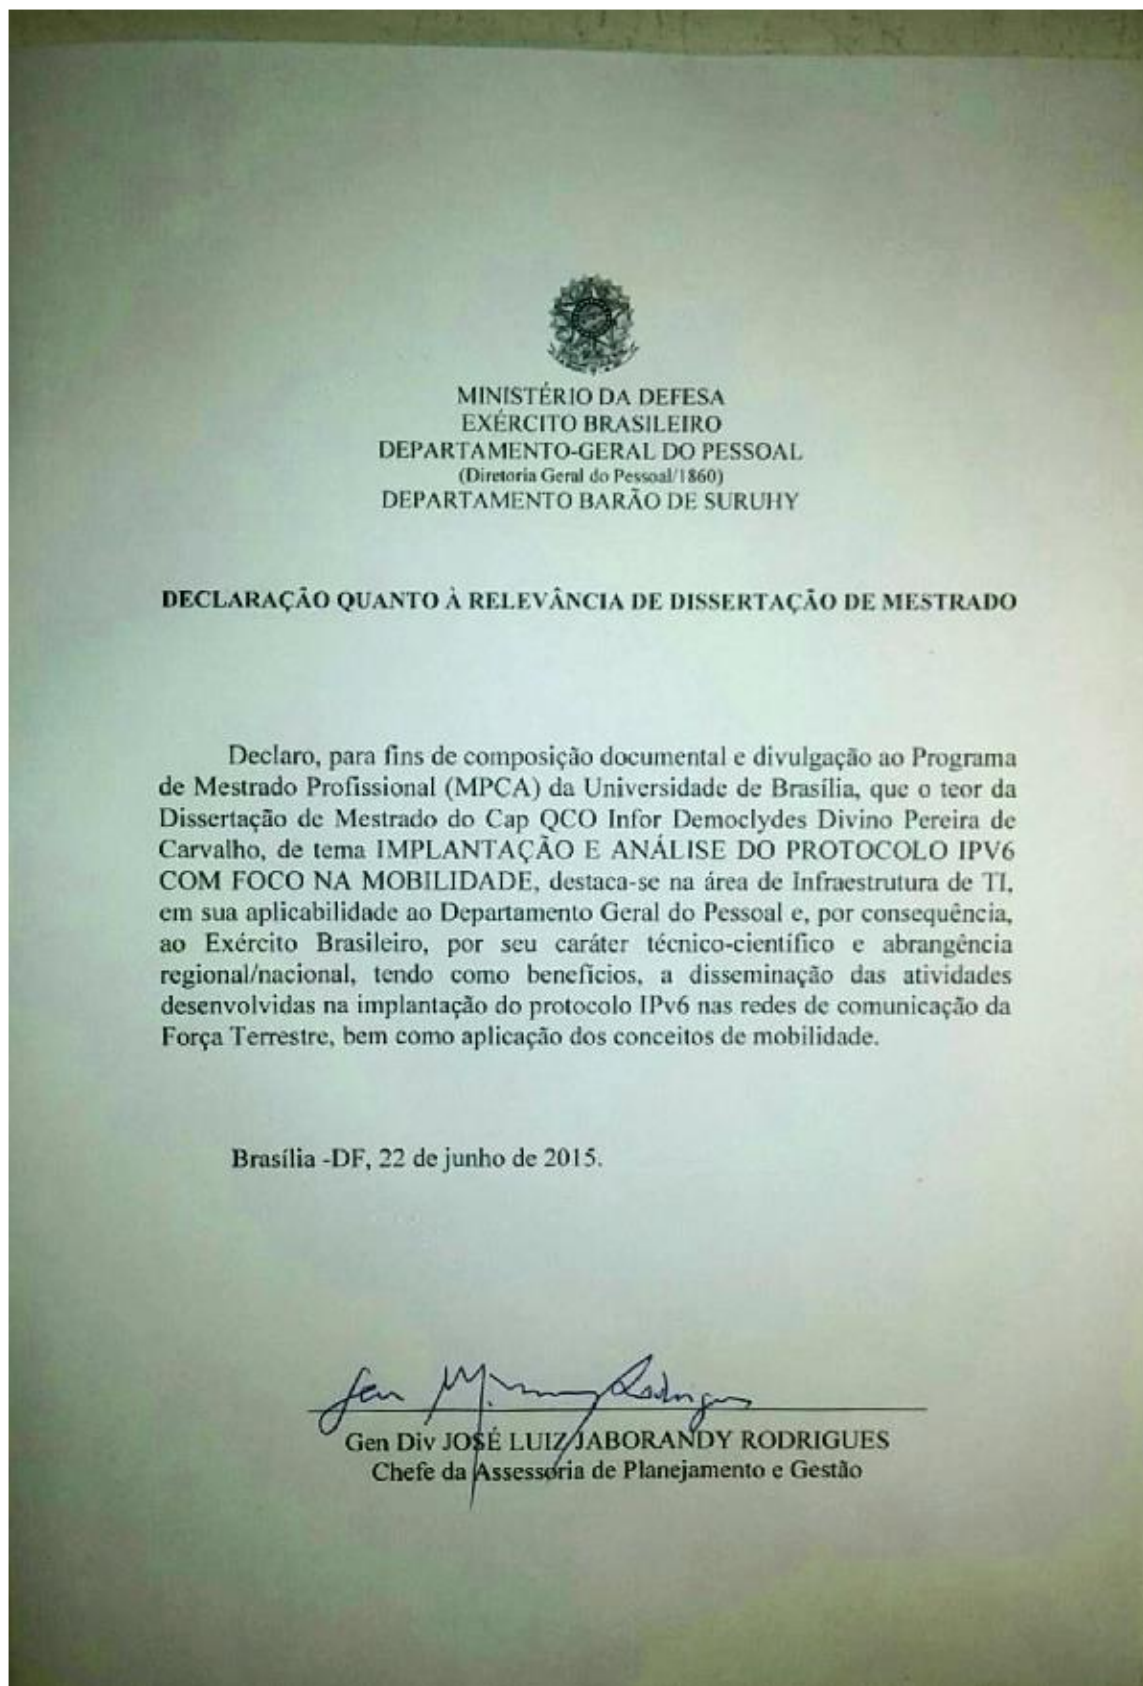 MINISTÉRIO DA DEFESA
EXÉRCITO BRASILEIRO
DEPARTAMENTO-GERAL DO PESSOAL
(Diretoria Geral do Pessoal/1860)
DEPARTAMENTO BARÃO DE SURUHY
DECLARAÇÃO QUANTO À RELEVÂNCIA DE DISSERTAÇÃO DE MESTRADO
Declaro, para fins de composição documental e divulgação ao Programa
de Mestrado Profissional (MPCA) da Universidade de Brasília, que o teor da
Dissertação de Mestrado do Cap QCO Infor Democlydes Divino Pereira de
Carvalho, de tema IMPLANTAÇÃO E ANÁLISE DO PROTOCOLO IPV6
COM FOCO NA MOBILIDADE, destaca-se na área de Infraestrutura de TI,
em sua aplicabilidade ao Departamento Geral do Pessoal e, por consequência,
ao Exército Brasileiro, por seu caráter técnico-científico e abrangência
regional/nacional, tendo como benefícios, a disseminação das atividades
desenvolvidas na implantação do protocolo IPv6 nas redes de comunicação da
Força Terrestre, bem como aplicação dos conceitos de mobilidade.
Brasília -DF, 22 de junho de 2015.
Rodrigues
Gen Div JOSÉ LUIZ JABORANDY RODRIGUES
Chefe da Assessoria de Planejamento e Gestão